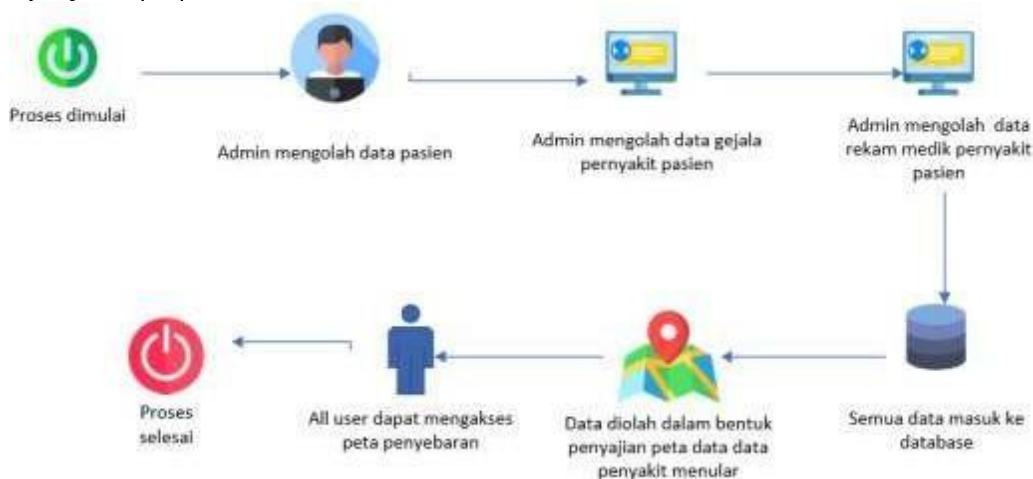 Proses dimulai
Admin mengolah data pasien
Admin mengolah data gejala
pernyakit pasien
Admin mengolah data
rekam medik pernyakit
pasien
Semua data masuk ke
database
Data diolah dalam bentuk
penyajian peta data data
penyakit menular
All user dapat mengakses
peta penyebaran
Proses
selesai